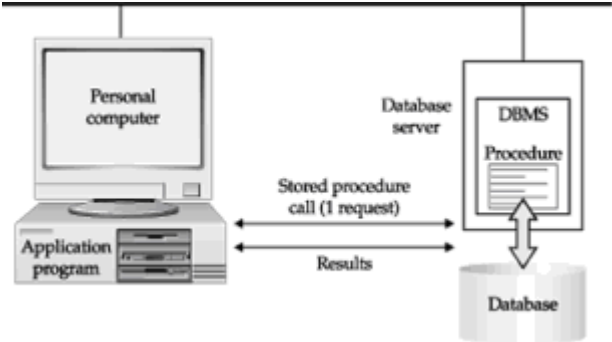 Personal
computer
Database
server
DBMS
Procedure
Stored procedure
call (1 request)
Application
program
Results
Database